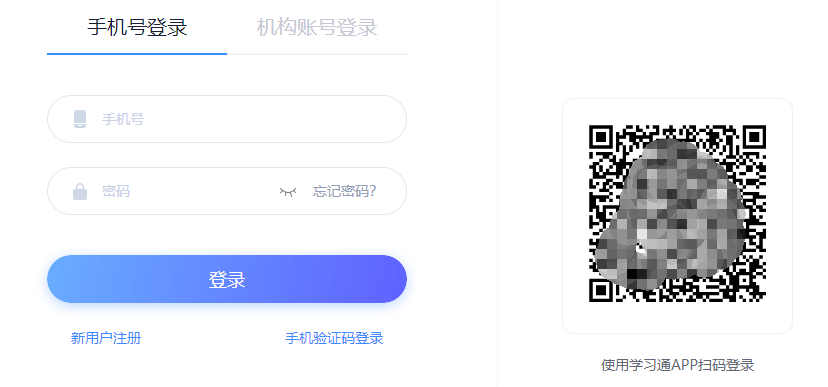 手机号登录
机构账号登录
手机号
密码
忘记密码?
登录
新用户注册
手机验证码登录
使用学习通APP扫码登录